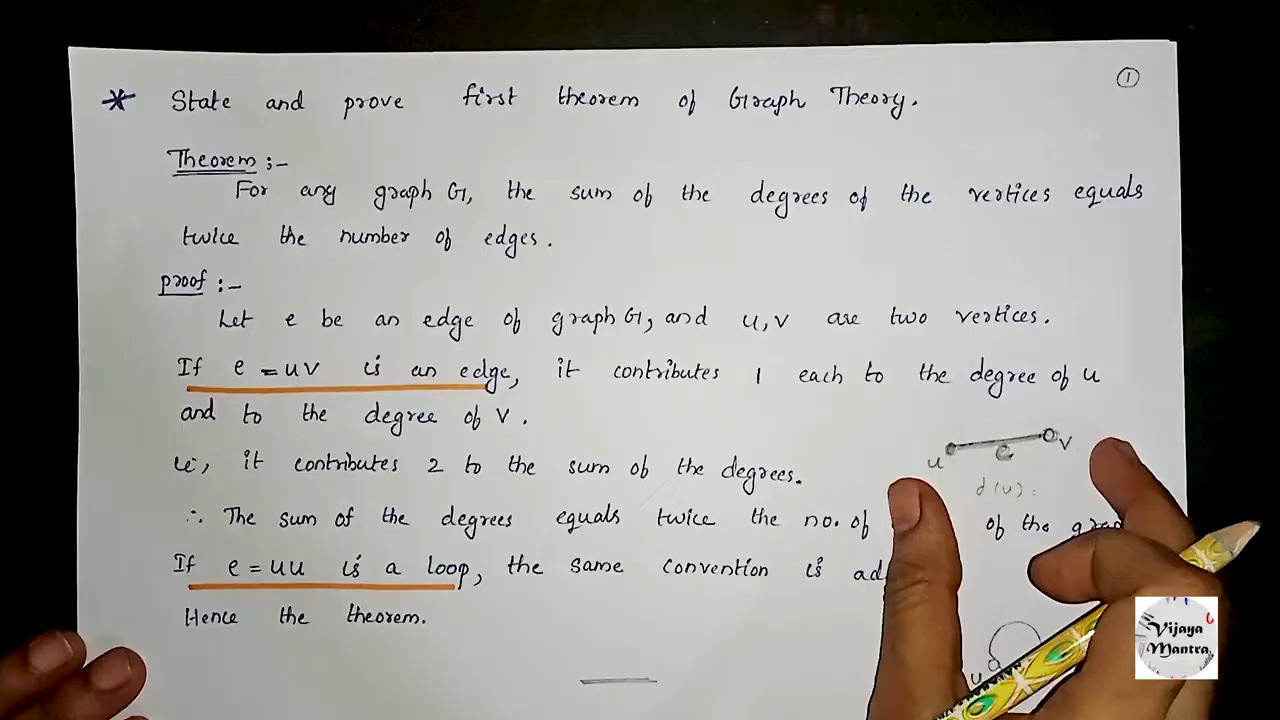 ①
* State and prove first theorem of Graph Theory.
Theorem :-
For any graph G, the sum of the degrees of the vertices equals
twice the number of edges.
proof :-
Let e be an edge of graph G, and u, v are two vertices.
If e = uv is an edge, it contributes 1 each to the degree of u
and to the degree of v.
ie, it contributes 2 to the sum of the degrees.
u e v
d(u) =
∴ The sum of the degrees equals twice the no. of of the
If e = uu is a loop, the same convention is
Hence the theorem.
u
Vijaya
Mantra